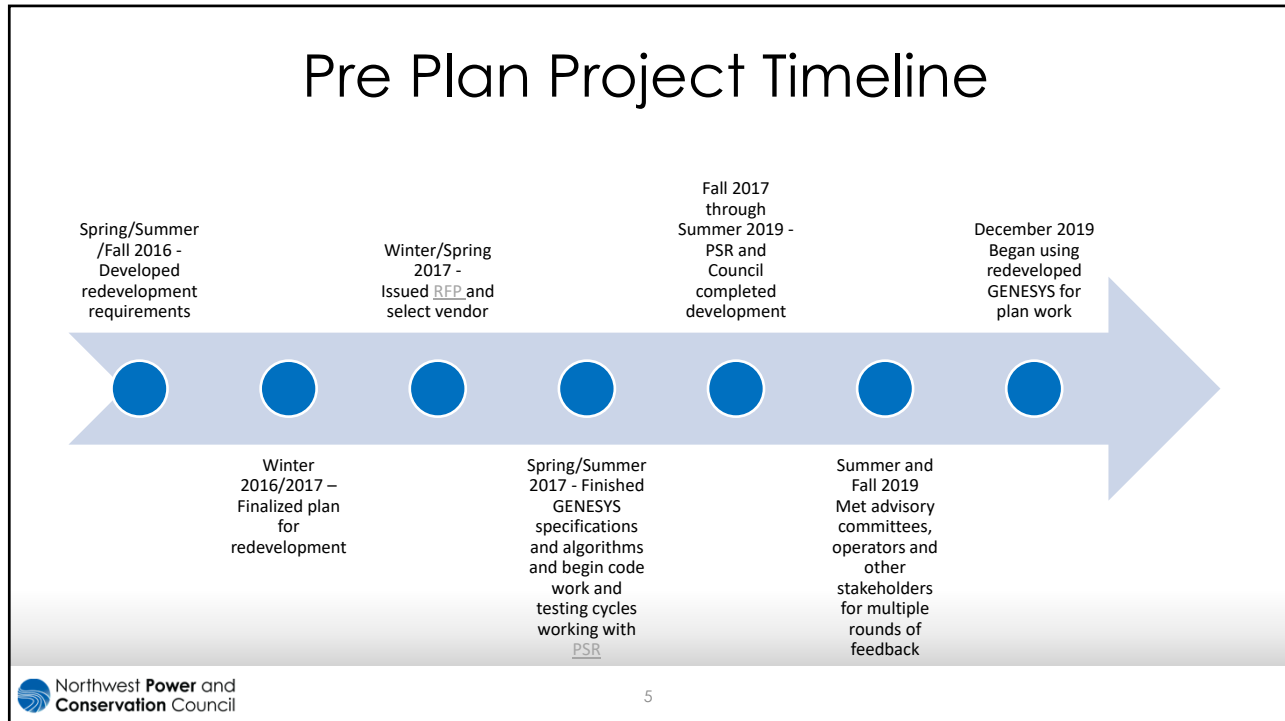 Pre Plan Project Timeline
Spring/Summer
/Fall 2016 -
Developed
redevelopment
requirements
Winter
2016/2017 –
Finalized plan
for
redevelopment
Winter/Spring
2017 -
Issued RFP and
select vendor
Spring/Summer
2017 - Finished
GENESYS
specifications
and algorithms
and begin code
work and
testing cycles
working with
PSR
Fall 2017
through
Summer 2019 -
PSR and
Council
completed
development
Summer and
Fall 2019
Met advisory
committees,
operators and
other
stakeholders
for multiple
rounds of
feedback
December 2019
Began using
redeveloped
GENESYS for
plan work
Northwest Power and
Conservation Council
5